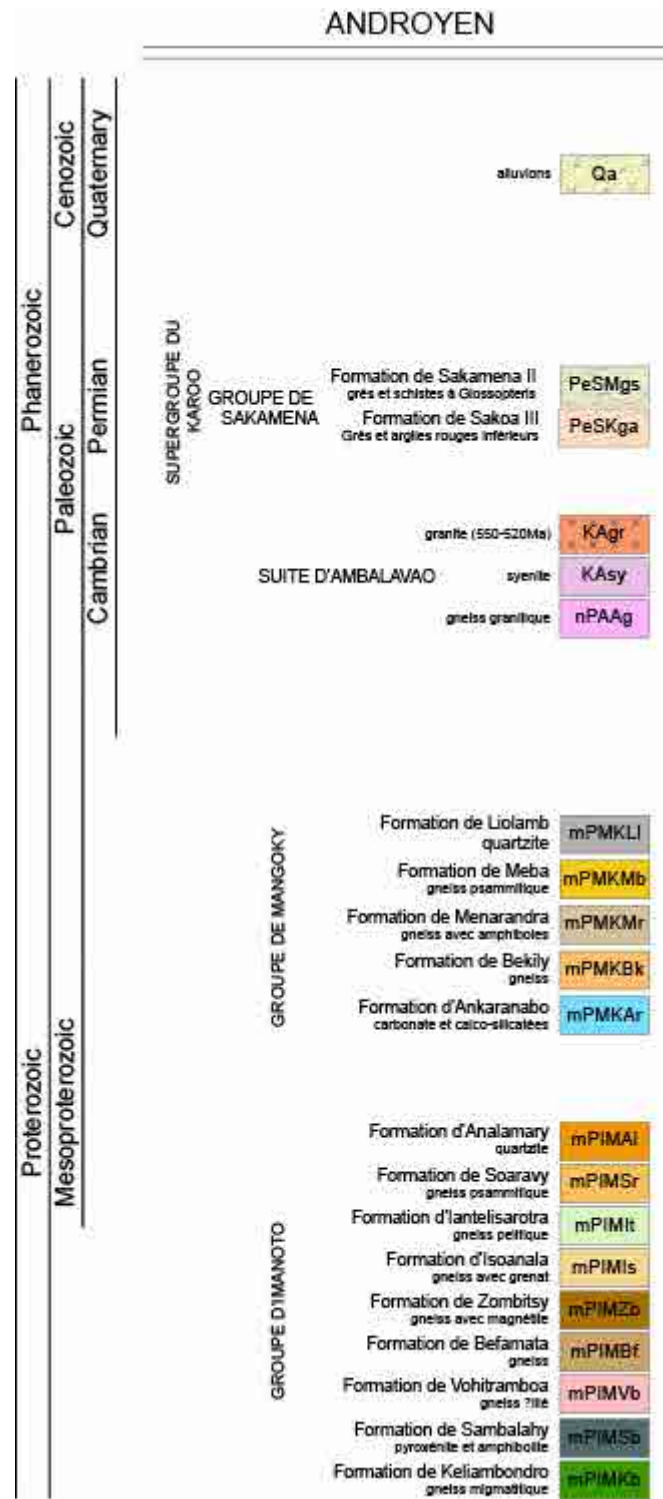 ANDROYEN
Phanerozoic
Proterozoic
Cenozoic
Paleozoic
Mesoproterozoic
Quaternary
Permian
Cambrian
alluvions
Qa
SUPERGROUPE DU
KAROO
GROUPE DE
SAKAMENA
Formation de Sakamena II
grés et schistes à Glossopteris
PeSMgs
Formation de Sakoa III
Grés et argiles rouges inférieurs
PeSKga
SUITE D'AMBALAVAO
granite (550-520Ma)
KAgr
syenite
KAsy
gneiss granitique
nPAAg
GROUPE DE MANGOKY
Formation de Liolamb
quartzite
mPMKLl
Formation de Meba
gneiss psammitique
mPMKMb
Formation de Menarandra
gneiss avec amphiboles
mPMKMr
Formation de Bekily
gneiss
mPMKBk
Formation d'Ankaranabo
carbonate et calco-silicatées
mPMKAr
GROUPE D'IMANOTO
Formation d'Analamary
quartzite
mPIMAl
Formation de Soaravy
gneiss psammitique
mPIMSr
Formation d'Iantelisarotra
gneiss pelitique
mPIMIt
Formation d'Isoanala
gneiss avec grenat
mPIMIs
Formation de Zombitsy
gneiss avec magnétite
mPIMZb
Formation de Befamata
gneiss
mPIMBf
Formation de Vohitramboa
gneiss ?lité
mPIMVb
Formation de Sambalahy
pyroxénite et amphibolite
mPIMSb
Formation de Keliambondro
gneiss migmatitique
mPIMKb